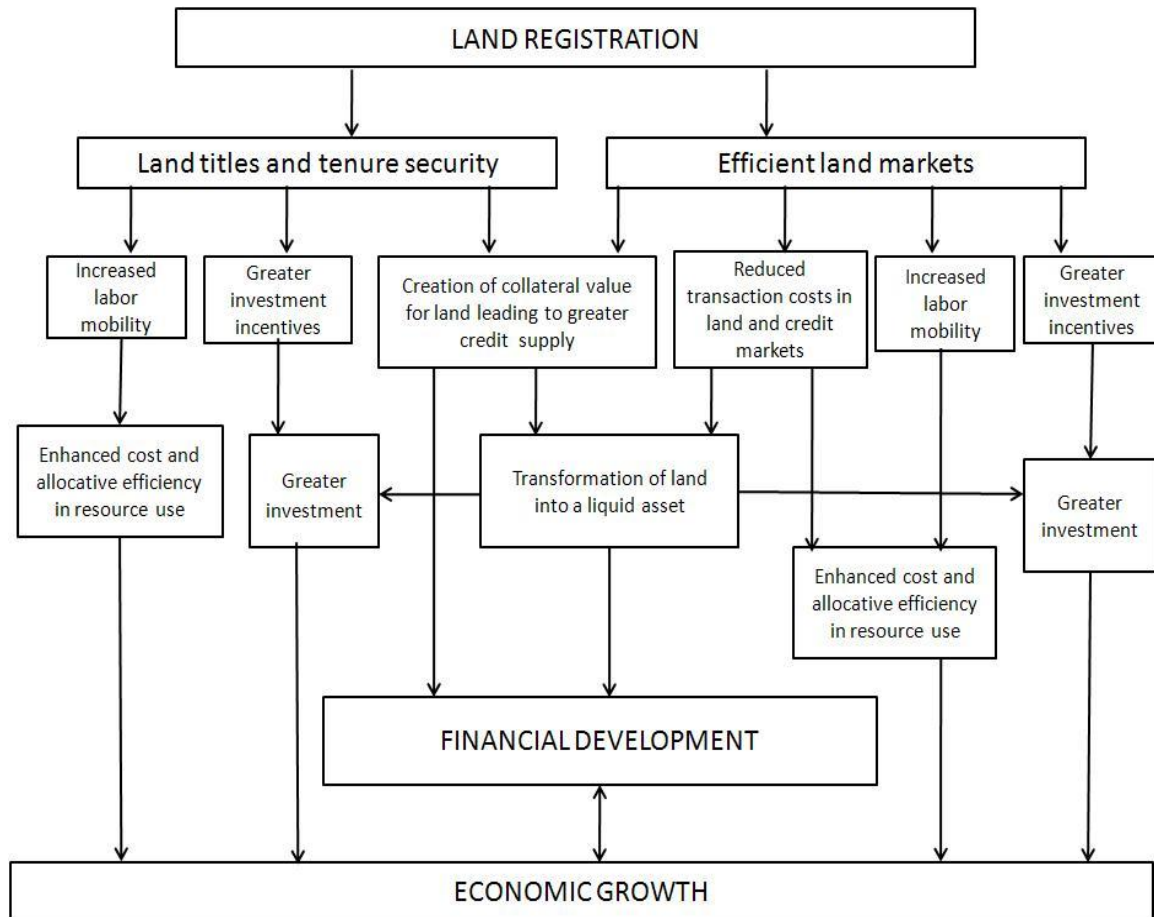 LAND REGISTRATION
Land titles and tenure security
Efficient land markets
Increased
labor
mobility
Greater
investment
incentives
Creation of collateral value
for land leading to greater
credit supply
Reduced
transaction costs in
land and credit
markets
Increased
labor
mobility
Greater
investment
incentives
Enhanced cost and
allocative efficiency
in resource use
Greater
investment
Transformation of land
into a liquid asset
Greater
investment
Enhanced cost and
allocative efficiency
in resource use
FINANCIAL DEVELOPMENT
ECONOMIC GROWTH